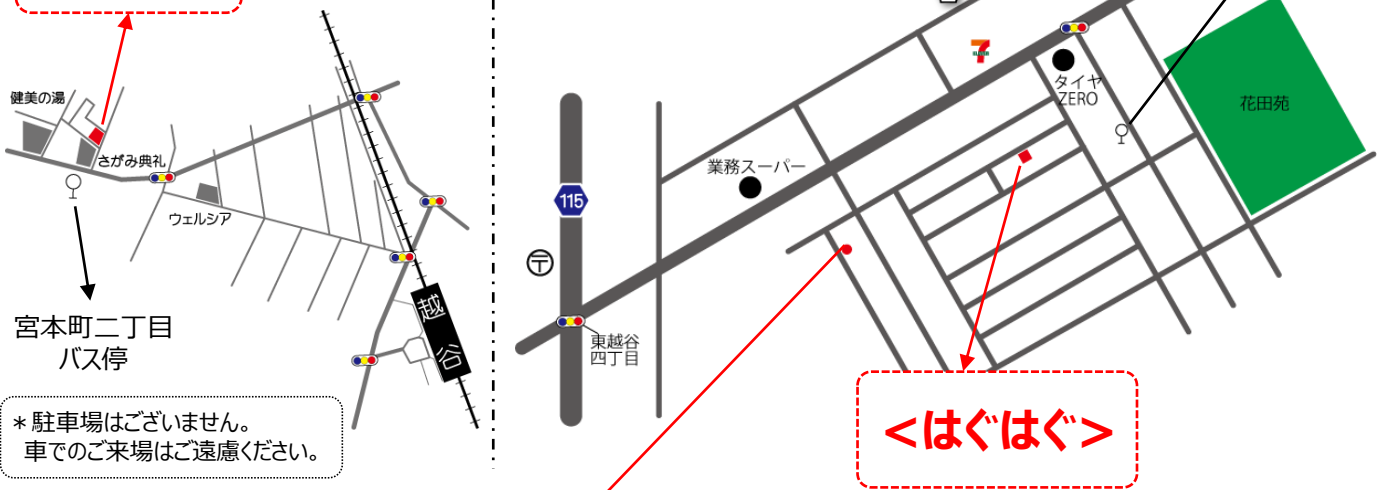 健美の湯
さがみ典礼
ウェルシア
越谷
宮本町二丁目
バス停
＊駐車場はございません。
車でのご来場はご遠慮ください。
7
タイヤ
ZERO
花田苑
業務スーパー
115
〒
東越谷
四丁目
<はぐはぐ>